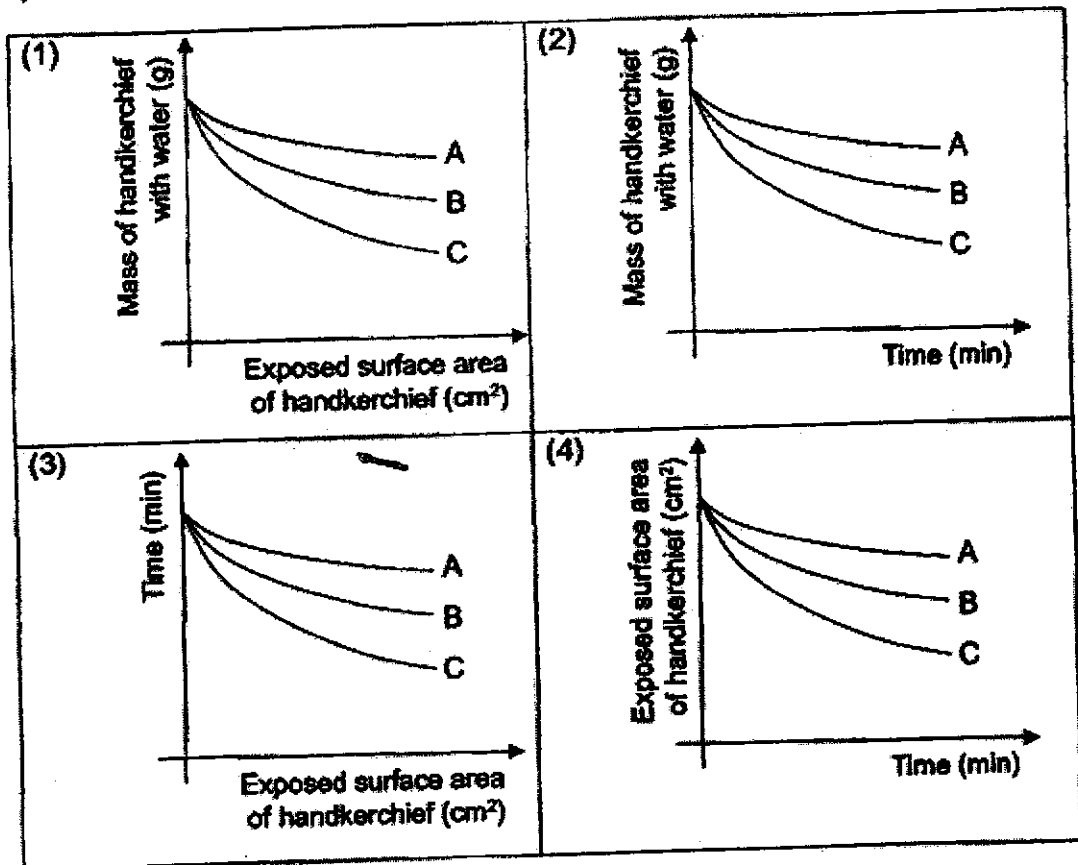 (1)
Mass of handkerchief
with water (g)
A
B
C
Exposed surface area
of handkerchief (cm²)
(2)
Mass of handkerchief
with water (g)
A
B
C
Time (min)
(3)
Time (min)
A
B
C
Exposed surface area
of handkerchief (cm²)
(4)
Exposed surface area
of handkerchief (cm²)
A
B
C
Time (min)